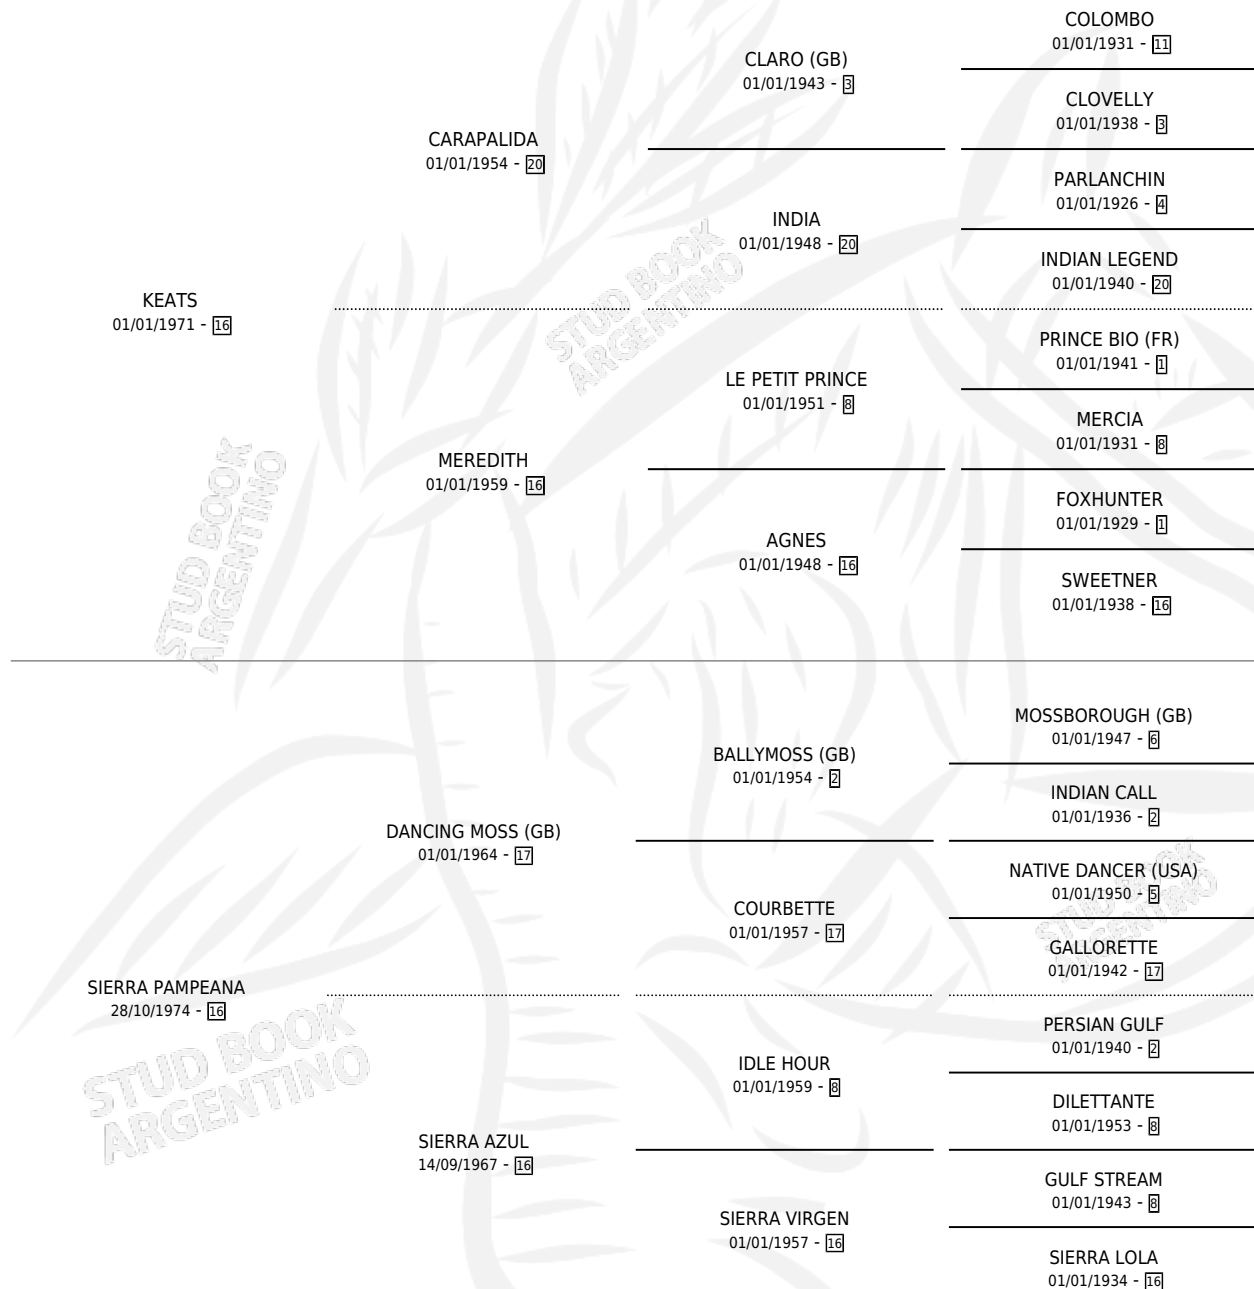 COLOMBO
01/01/1931 - 11
CLARO (GB)
01/01/1943 - 3
CLOVELLY
01/01/1938 - 3
CARAPALIDA
01/01/1954 - 20
PARLANCHIN
01/01/1926 - 4
INDIA
01/01/1948 - 20
INDIAN LEGEND
01/01/1940 - 20
KEATS
01/01/1971 - 16
PRINCE BIO (FR)
01/01/1941 - 1
LE PETIT PRINCE
01/01/1951 - 8
MERCIA
01/01/1931 - 8
MEREDITH
01/01/1959 - 16
FOXHUNTER
01/01/1929 - 1
AGNES
01/01/1948 - 16
SWEETNER
01/01/1938 - 16
MOSSBOROUGH (GB)
01/01/1947 - 6
BALLYMOSS (GB)
01/01/1954 - 2
INDIAN CALL
01/01/1936 - 2
DANCING MOSS (GB)
01/01/1964 - 17
NATIVE DANCER (USA)
01/01/1950 - 5
COURBETTE
01/01/1957 - 17
GALLORETTE
01/01/1942 - 17
SIERRA PAMPEANA
28/10/1974 - 16
PERSIAN GULF
01/01/1940 - 2
IDLE HOUR
01/01/1959 - 8
DILETTANTE
01/01/1953 - 8
SIERRA AZUL
14/09/1967 - 16
GULF STREAM
01/01/1943 - 8
SIERRA VIRGEN
01/01/1957 - 16
SIERRA LOLA
01/01/1934 - 16
STUD BOOK
ARGENTINO
STUD BOOK
ARGENTINO
STUD BOOK
ARGENTINO
STUD BOOK
ARGENTINO